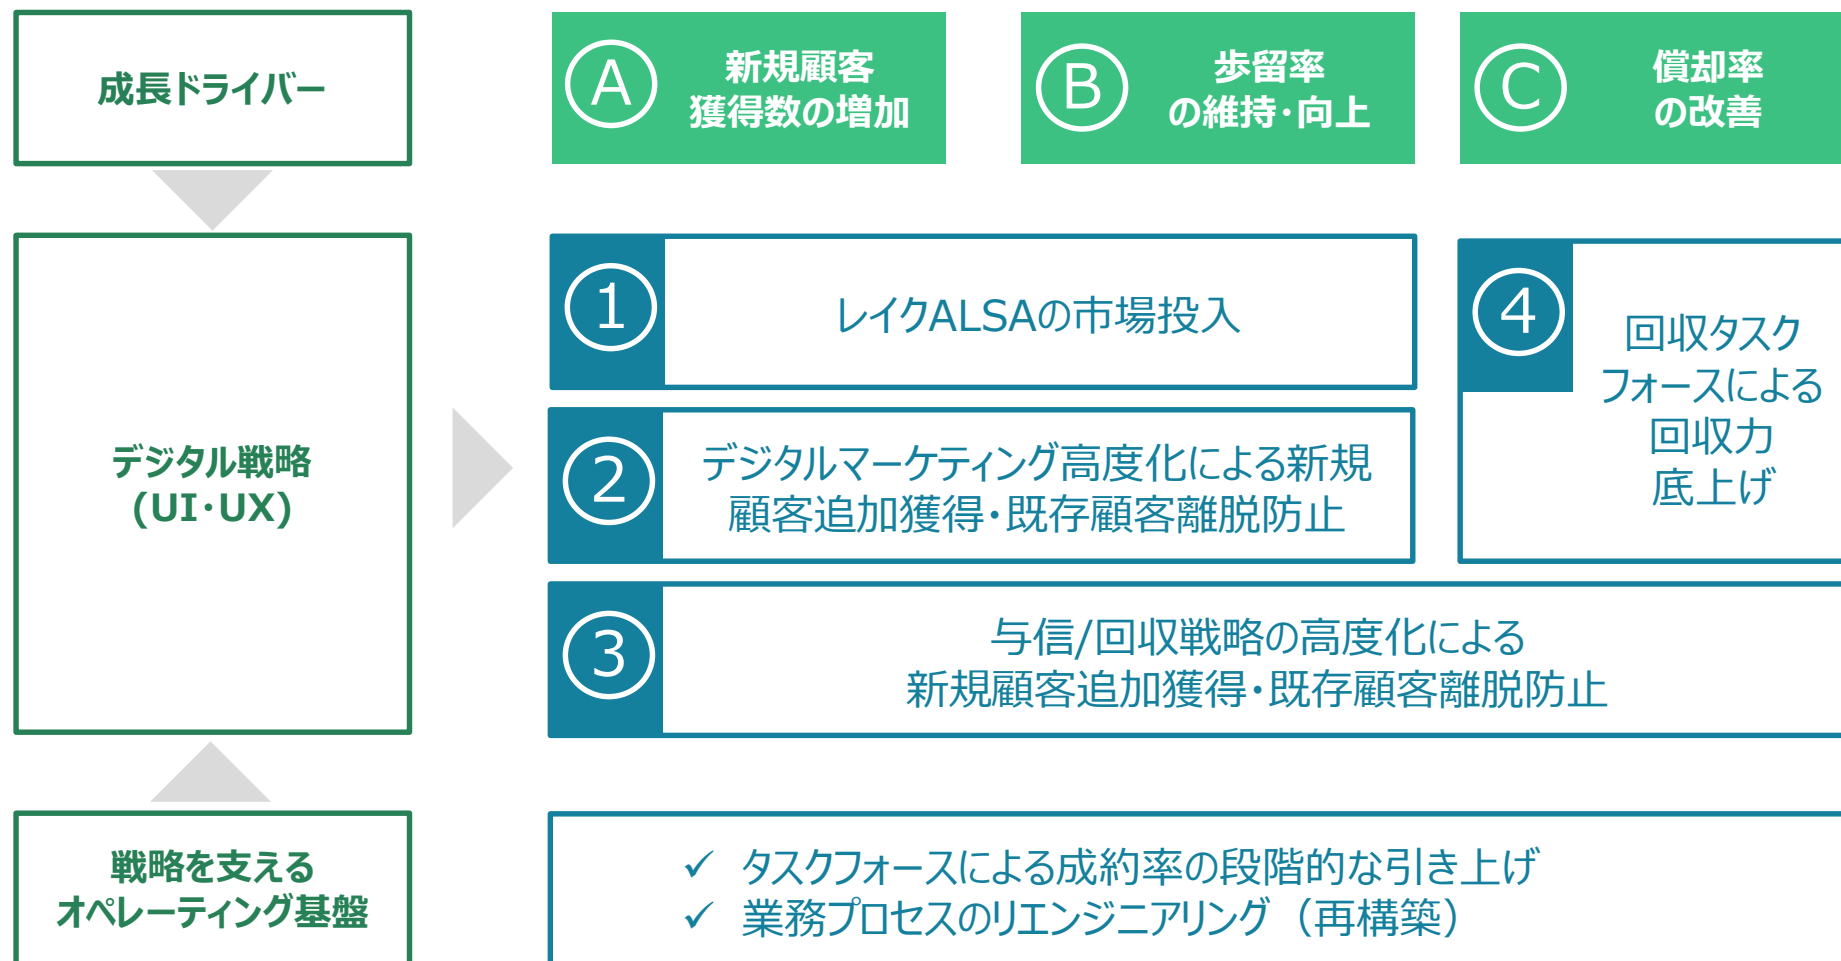 成長ドライバー
A
新規顧客
獲得数の増加
B
歩留率
の維持・向上
C
償却率
の改善
デジタル戦略
(UI・UX)
1
レイクALSAの市場投入
2
デジタルマーケティング高度化による新規
顧客追加獲得・既存顧客離脱防止
3
与信/回収戦略の高度化による
新規顧客追加獲得・既存顧客離脱防止
4
回収タスク
フォースによる
回収力
底上げ
戦略を支える
オペレーティング基盤
✓ タスクフォースによる成約率の段階的な引き上げ
✓ 業務プロセスのリエンジニアリング（再構築）